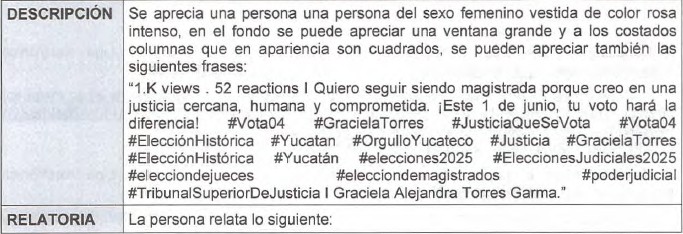 DESCRIPCIÓN
Se aprecia una persona una persona del sexo femenino vestida de color rosa
intenso, en el fondo se puede apreciar una ventana grande y a los costados
columnas que en apariencia son cuadrados, se pueden apreciar también las
siguientes frases:
“1.K views . 52 reactions I Quiero seguir siendo magistrada porque creo en una
justicia cercana, humana y comprometida. ¡Este 1 de junio, tu voto hará la
diferencia! #Vota04 #GracielaTorres #JusticiaQueSeVota #Vota04
#ElecciónHistórica #Yucatan #OrgulloYucateco #Justicia #GracielaTorres
#ElecciónHistórica #Yucatán #elecciones2025 #EleccionesJudiciales2025
#elecciondejueces #elecciondemagistrados #poderjudicial
#TribunalSuperiorDeJusticia I Graciela Alejandra Torres Garma.”
RELATORIA
La persona relata lo siguiente: